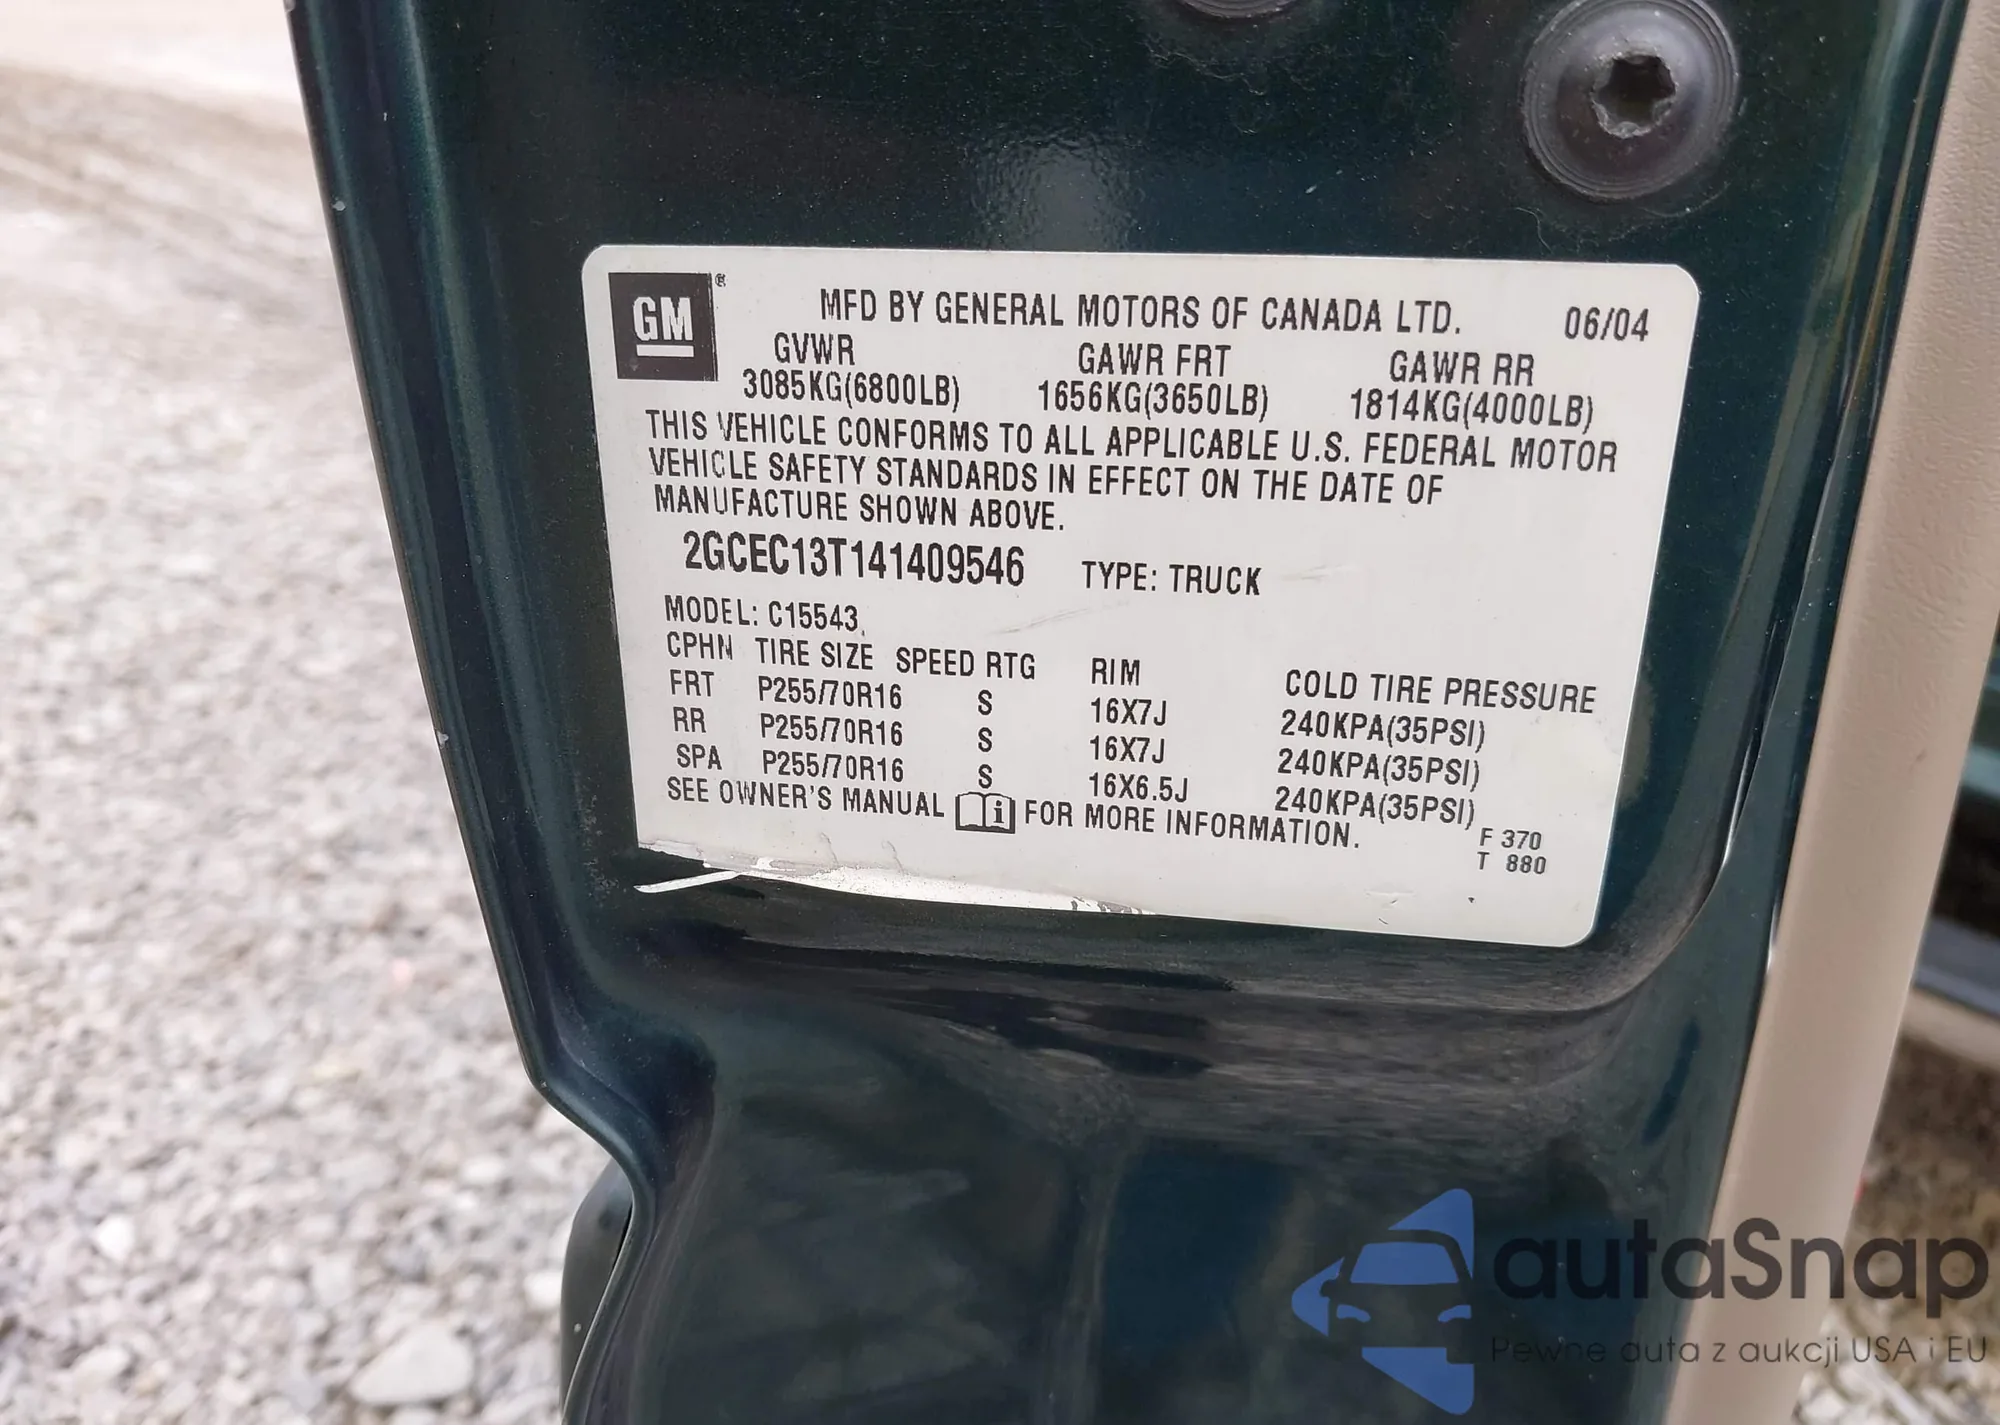 GM ®
MFD BY GENERAL MOTORS OF CANADA LTD. 06/04
GVWR GAWR FRT GAWR RR
3085KG(6800LB) 1656KG(3650LB) 1814KG(4000LB)
THIS VEHICLE CONFORMS TO ALL APPLICABLE U.S. FEDERAL MOTOR
VEHICLE SAFETY STANDARDS IN EFFECT ON THE DATE OF
MANUFACTURE SHOWN ABOVE.
2GCEC13T141409546 TYPE: TRUCK
MODEL: C15543
CPHN TIRE SIZE SPEED RTG RIM COLD TIRE PRESSURE
FRT P255/70R16 S 16X7J 240KPA(35PSI)
RR P255/70R16 S 16X7J 240KPA(35PSI)
SPA P255/70R16 S 16X6.5J 240KPA(35PSI)
SEE OWNER'S MANUAL i FOR MORE INFORMATION.
F 370
T 880
autaSnap
Pewne auta z aukcji USA i EU